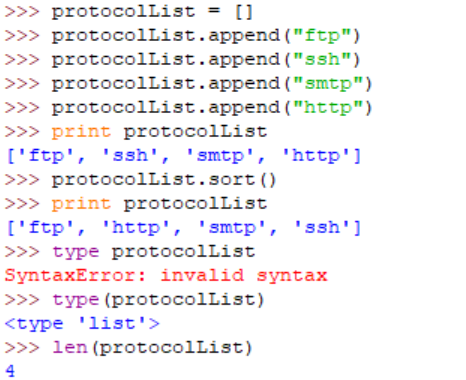 >>> protocolList = []
>>> protocolList.append("ftp")
>>> protocolList.append("ssh")
>>> protocolList.append("smtp")
>>> protocolList.append("http")
>>> print protocolList
['ftp', 'ssh', 'smtp', 'http']
>>> protocolList.sort()
>>> print protocolList
['ftp', 'http', 'smtp', 'ssh']
>>> type protocolList
SyntaxError: invalid syntax
>>> type(protocolList)
<type 'list'>
>>> len(protocolList)
4